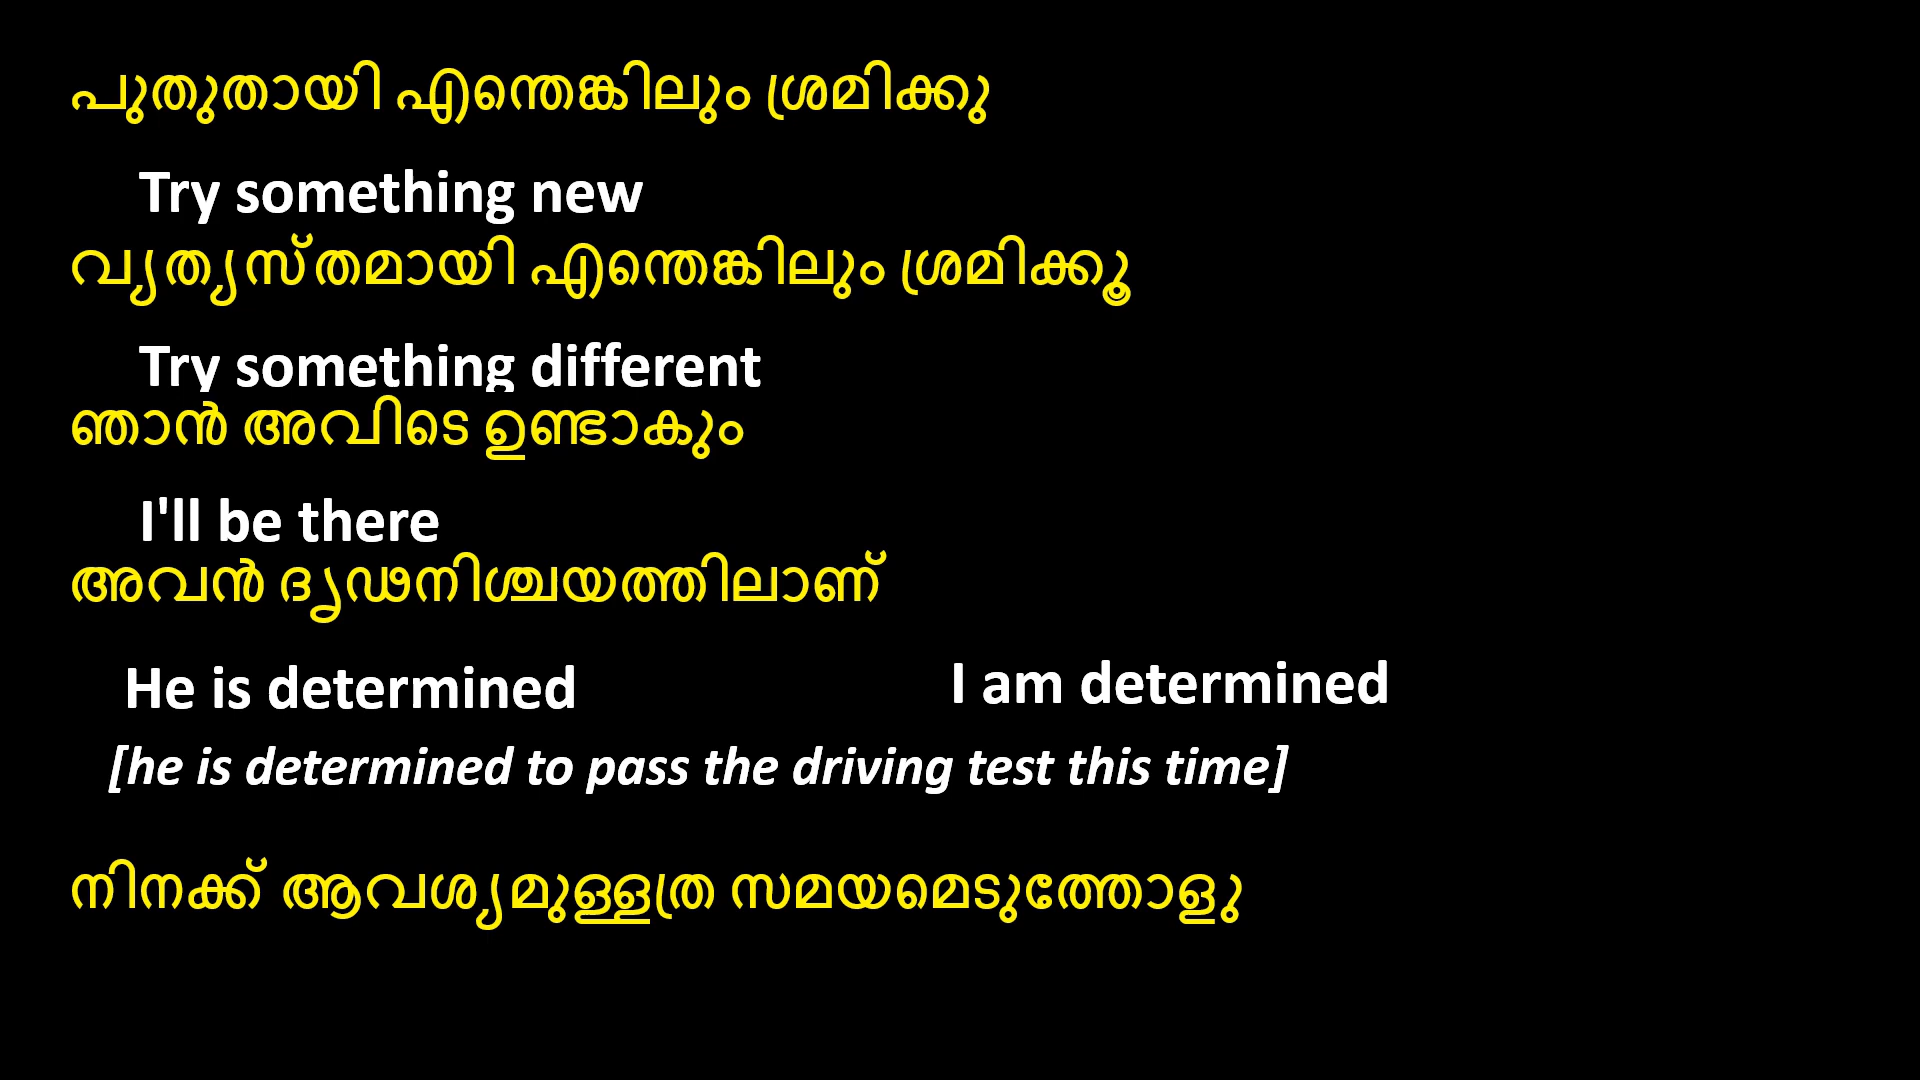 പുതുതായി എന്തെങ്കിലും ശ്രമിക്കു
Try something new
വ്യത്യസ്തമായി എന്തെങ്കിലും ശ്രമിക്കൂ
Try something different
ഞാൻ അവിടെ ഉണ്ടാകും
I'll be there
അവൻ ദൃഢനിശ്ചയത്തിലാണ്
He is determined I am determined
[he is determined to pass the driving test this time]
നിനക്ക് ആവശ്യമുള്ളത്ര സമയമെടുത്തോളു